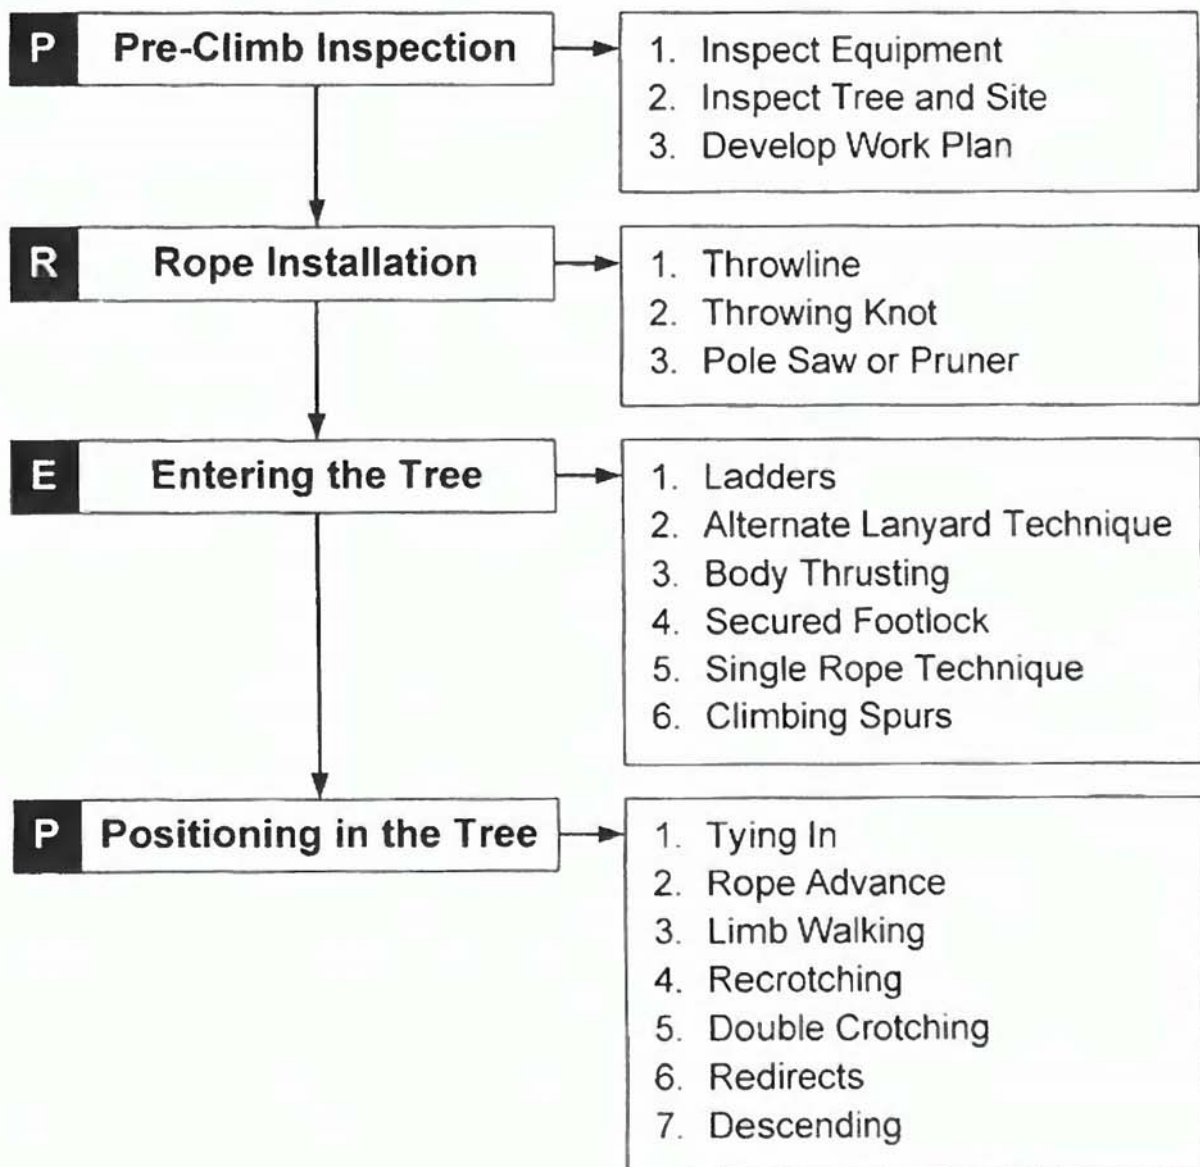 P Pre-Climb Inspection
1. Inspect Equipment
2. Inspect Tree and Site
3. Develop Work Plan
R Rope Installation
1. Throwline
2. Throwing Knot
3. Pole Saw or Pruner
E Entering the Tree
1. Ladders
2. Alternate Lanyard Technique
3. Body Thrusting
4. Secured Footlock
5. Single Rope Technique
6. Climbing Spurs
P Positioning in the Tree
1. Tying In
2. Rope Advance
3. Limb Walking
4. Recrotching
5. Double Crotching
6. Redirects
7. Descending